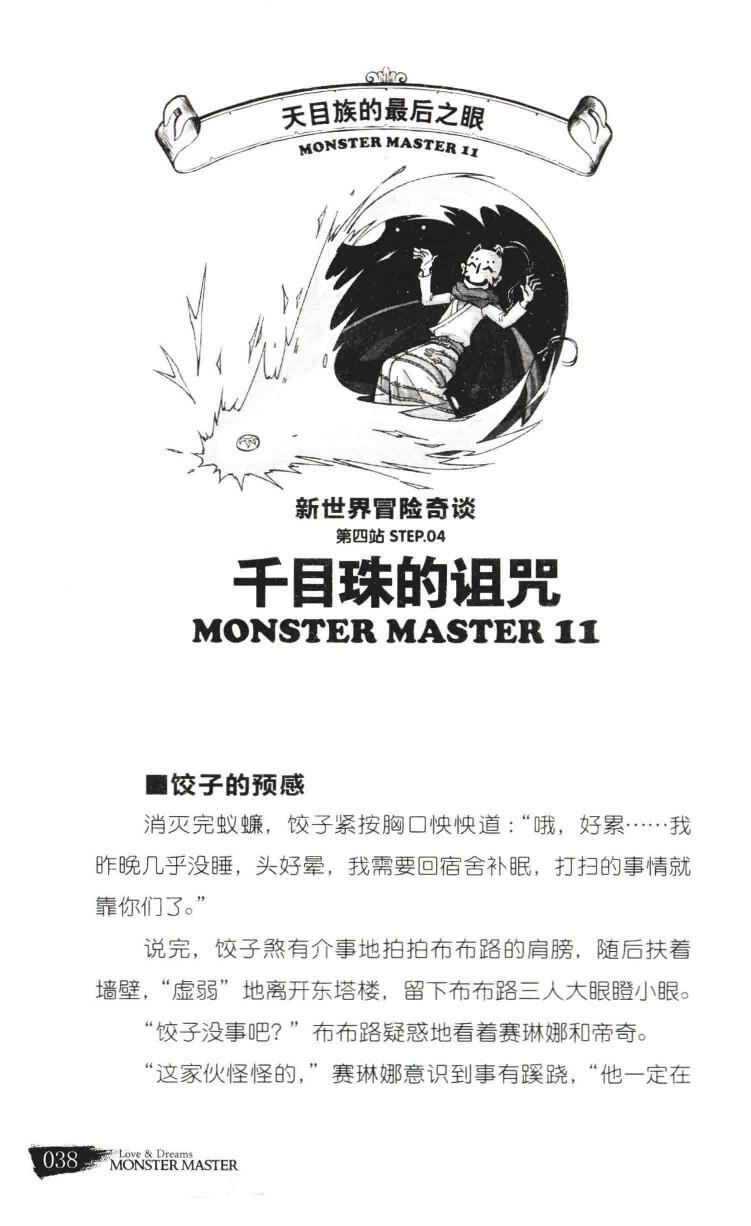 天目族的最后之眼
MONSTER MASTER 11
新世界冒险奇谈
第四站 STEP.04
千目珠的诅咒
MONSTER MASTER 11
■饺子的预感
消灭完蚁蠊，饺子紧按胸口怏怏道：“哦，好累……我
昨晚几乎没睡，头好晕，我需要回宿舍补眠，打扫的事情就
靠你们了。”
说完，饺子煞有介事地拍拍布布路的肩膀，随后扶着
墙壁，“虚弱”地离开东塔楼，留下布布路三人大眼瞪小眼。
“饺子没事吧？”布布路疑惑地看着赛琳娜和帝奇。
“这家伙怪怪的，”赛琳娜意识到事有蹊跷，“他一定在
038
Love & Dreams
MONSTER MASTER